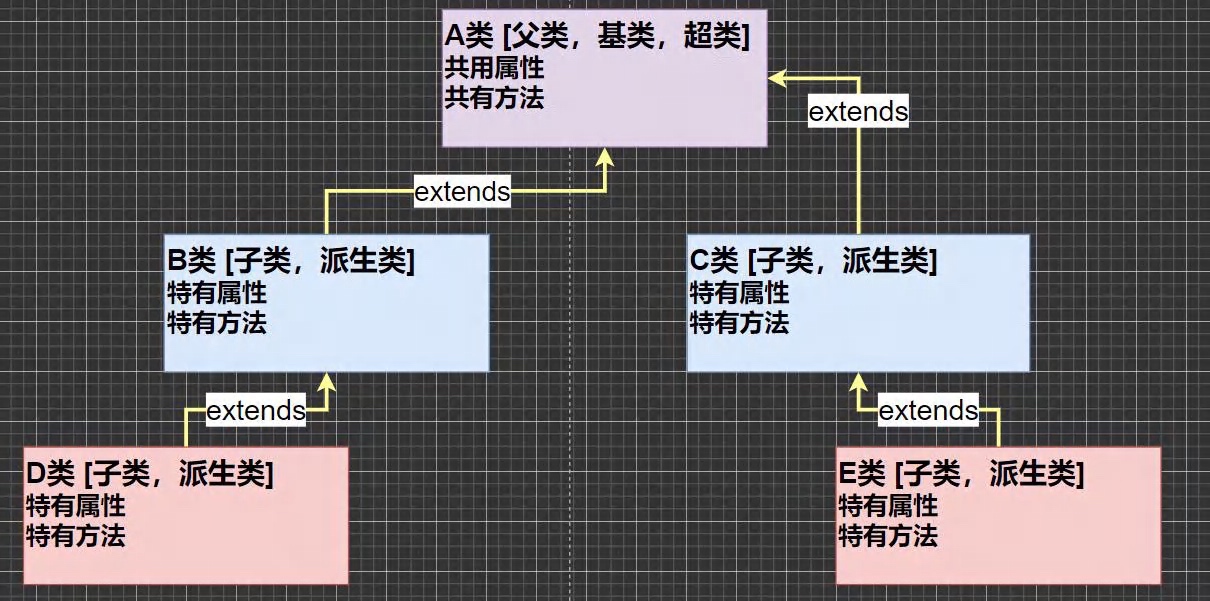 A类 [父类，基类，超类]
共用属性
共有方法
extends
extends
B类 [子类，派生类]
特有属性
特有方法
C类 [子类，派生类]
特有属性
特有方法
extends
extends
D类 [子类，派生类]
特有属性
特有方法
E类 [子类，派生类]
特有属性
特有方法